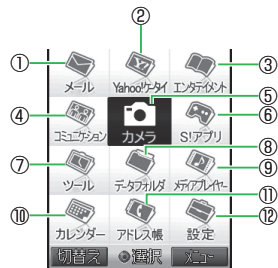 ②
① ③
メール Yahoo!ケータイ エンタテイメント
④ ⑤
⑥
コミュニケーション カメラ S!アプリ
⑦ ⑧
⑨
ツール データフォルダ メディアプレイヤー
⑩ ⑪ ⑫
カレンダー アドレス帳 設定
切替え 選択 メニュー